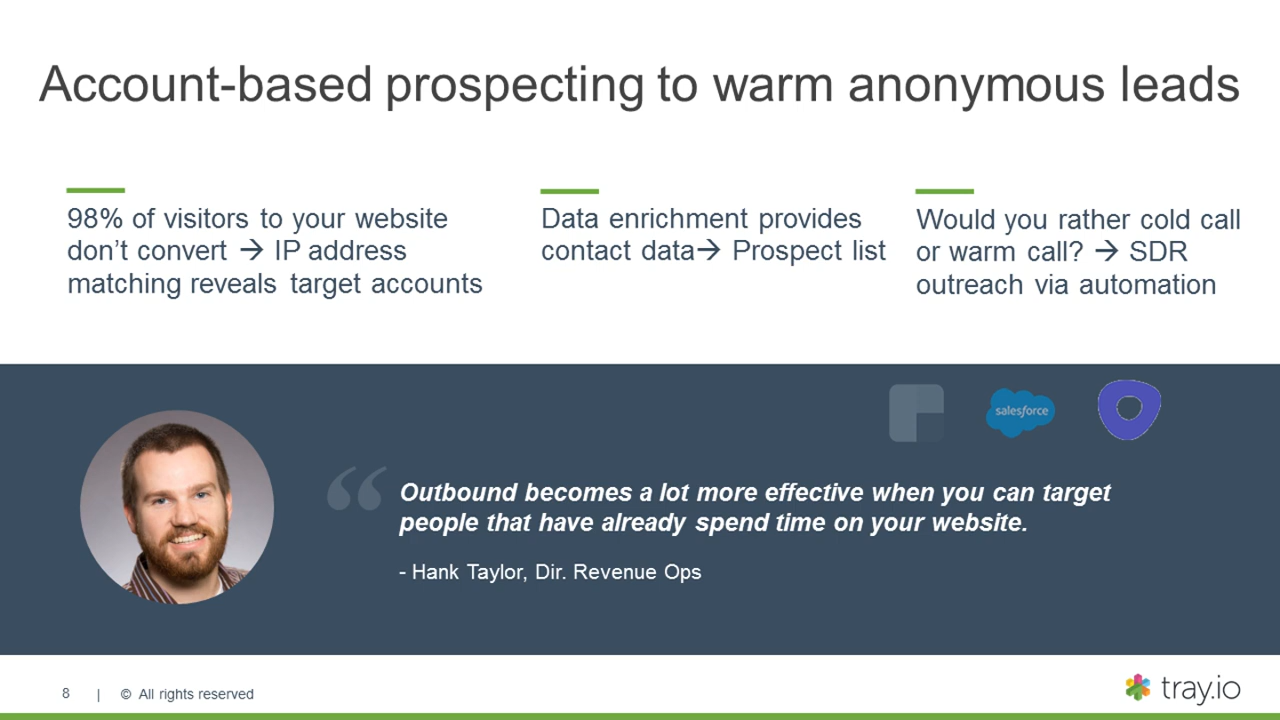 Account-based prospecting to warm anonymous leads
98% of visitors to your website
don’t convert → IP address
matching reveals target accounts
Data enrichment provides
contact data→ Prospect list
Would you rather cold call
or warm call? → SDR
outreach via automation
salesforce
“
Outbound becomes a lot more effective when you can target
people that have already spend time on your website.
- Hank Taylor, Dir. Revenue Ops
8 | © All rights reserved
tray.io